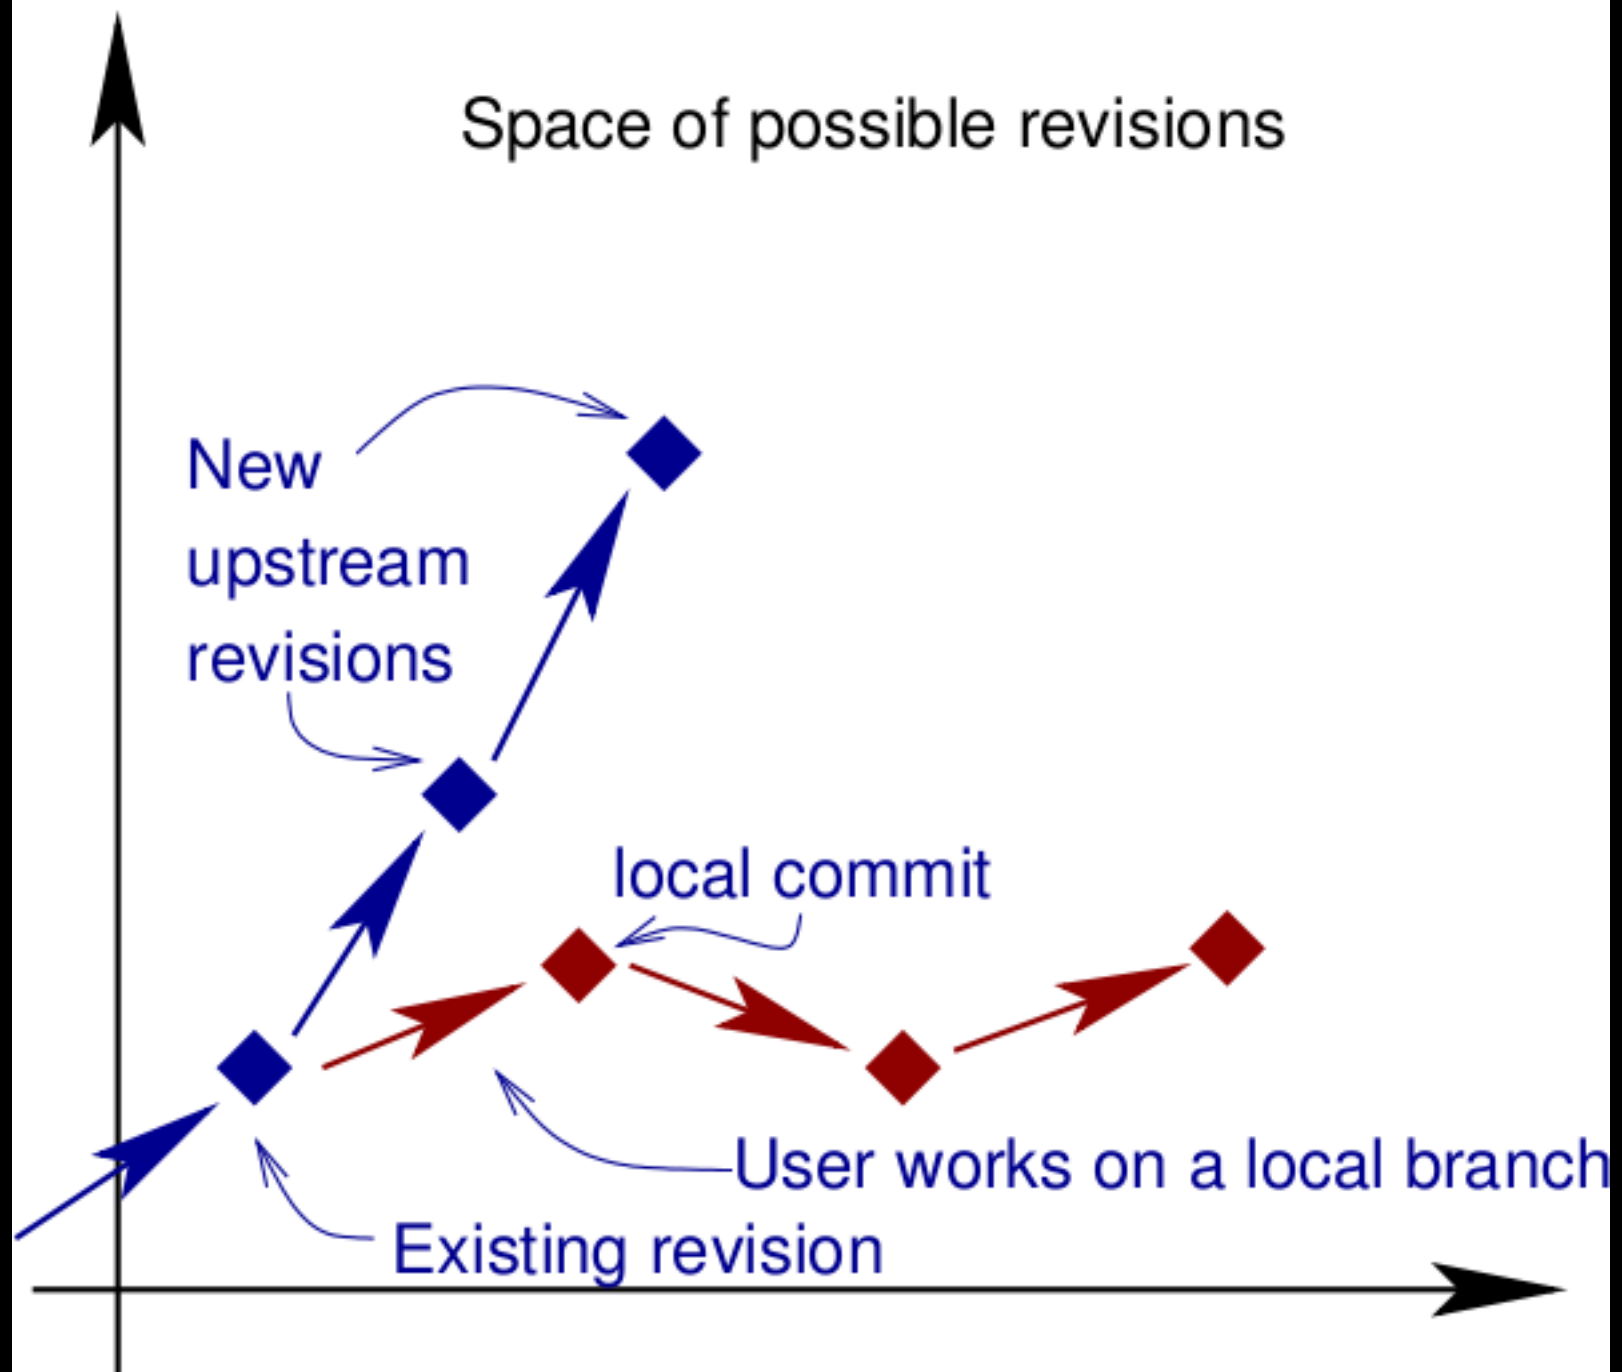 Space of possible revisions
New
upstream
revisions
local commit
User works on a local branch
Existing revision